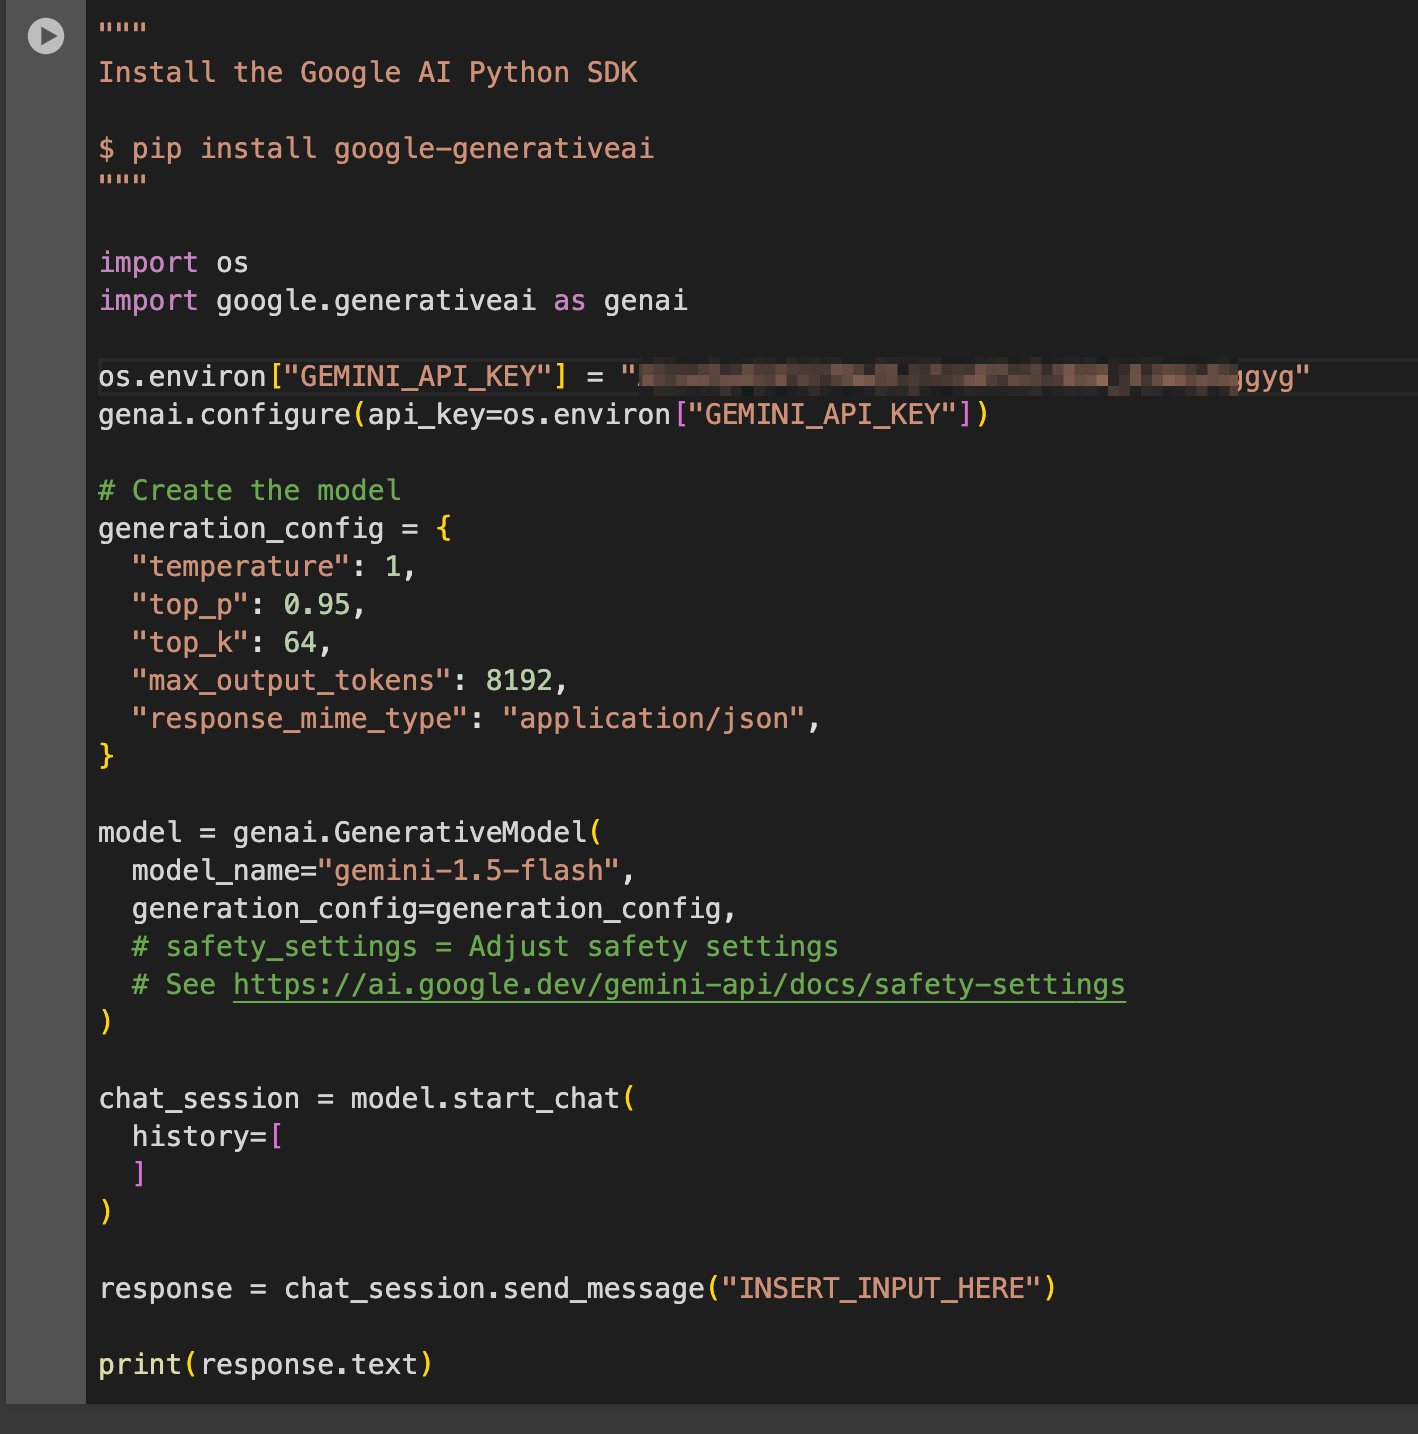 """
Install the Google AI Python SDK
$ pip install google-generativeai
"""
import os
import google.generativeai as genai
os.environ["GEMINI_API_KEY"] = "ggyg"
genai.configure(api_key=os.environ["GEMINI_API_KEY"])
# Create the model
generation_config = {
  "temperature": 1,
  "top_p": 0.95,
  "top_k": 64,
  "max_output_tokens": 8192,
  "response_mime_type": "application/json",
}
model = genai.GenerativeModel(
  model_name="gemini-1.5-flash",
  generation_config=generation_config,
  # safety_settings = Adjust safety settings
  # See https://ai.google.dev/gemini-api/docs/safety-settings
)
chat_session = model.start_chat(
  history=[
  ]
)
response = chat_session.send_message("INSERT_INPUT_HERE")
print(response.text)